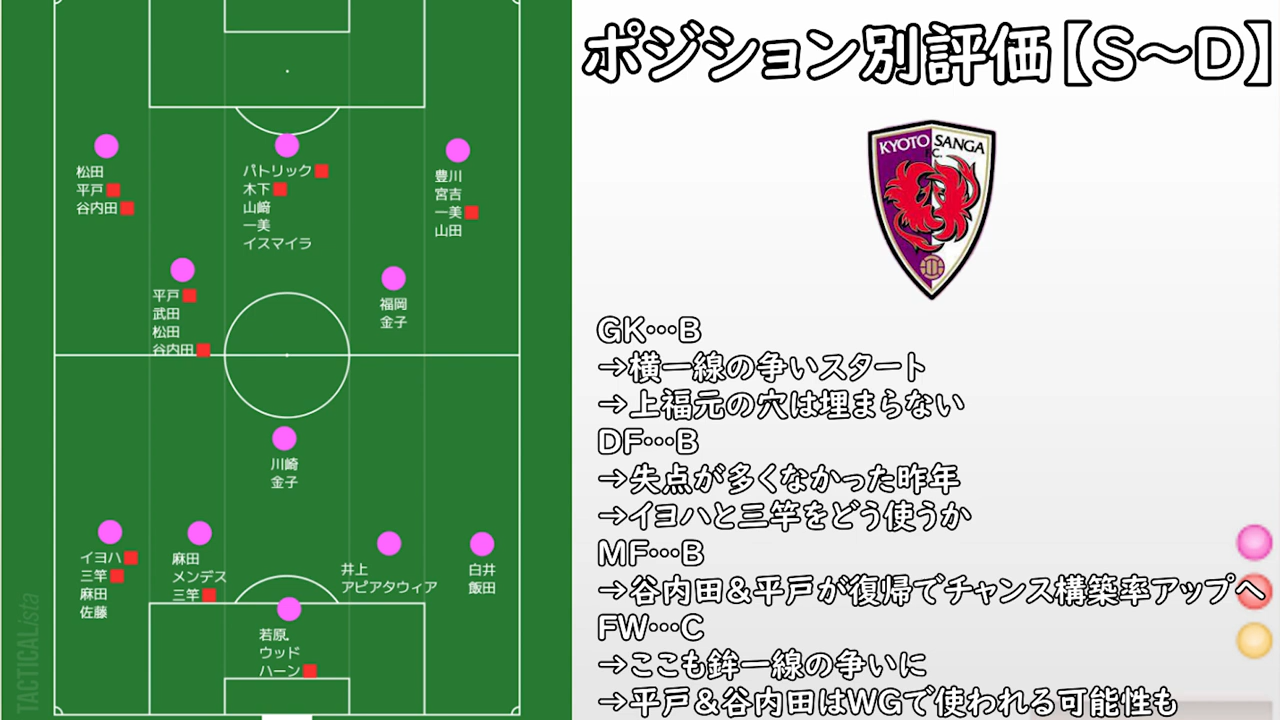 ポジション別評価【S～D】
KYOTO SANGA
F.C.
松田
平戸
谷内田
パトリック
木下
山﨑
一美
イスマイラ
豊川
宮吉
一美
山田
平戸
武田
松田
谷内田
福岡
金子
川崎
金子
イヨハ
三竿
麻田
佐藤
麻田
メンデス
三竿
井上
アピアタウィア
白井
飯田
若原.
ウッド
ハーン
TACTICALista
GK…B
→横一線の争いスタート
→上福元の穴は埋まらない
DF…B
→失点が多くなかった昨年
→イヨハと三竿をどう使うか
MF…B
→谷内田＆平戸が復帰でチャンス構築率アップへ
FW…C
→ここも鉾一線の争いに
→平戸＆谷内田はWGで使われる可能性も